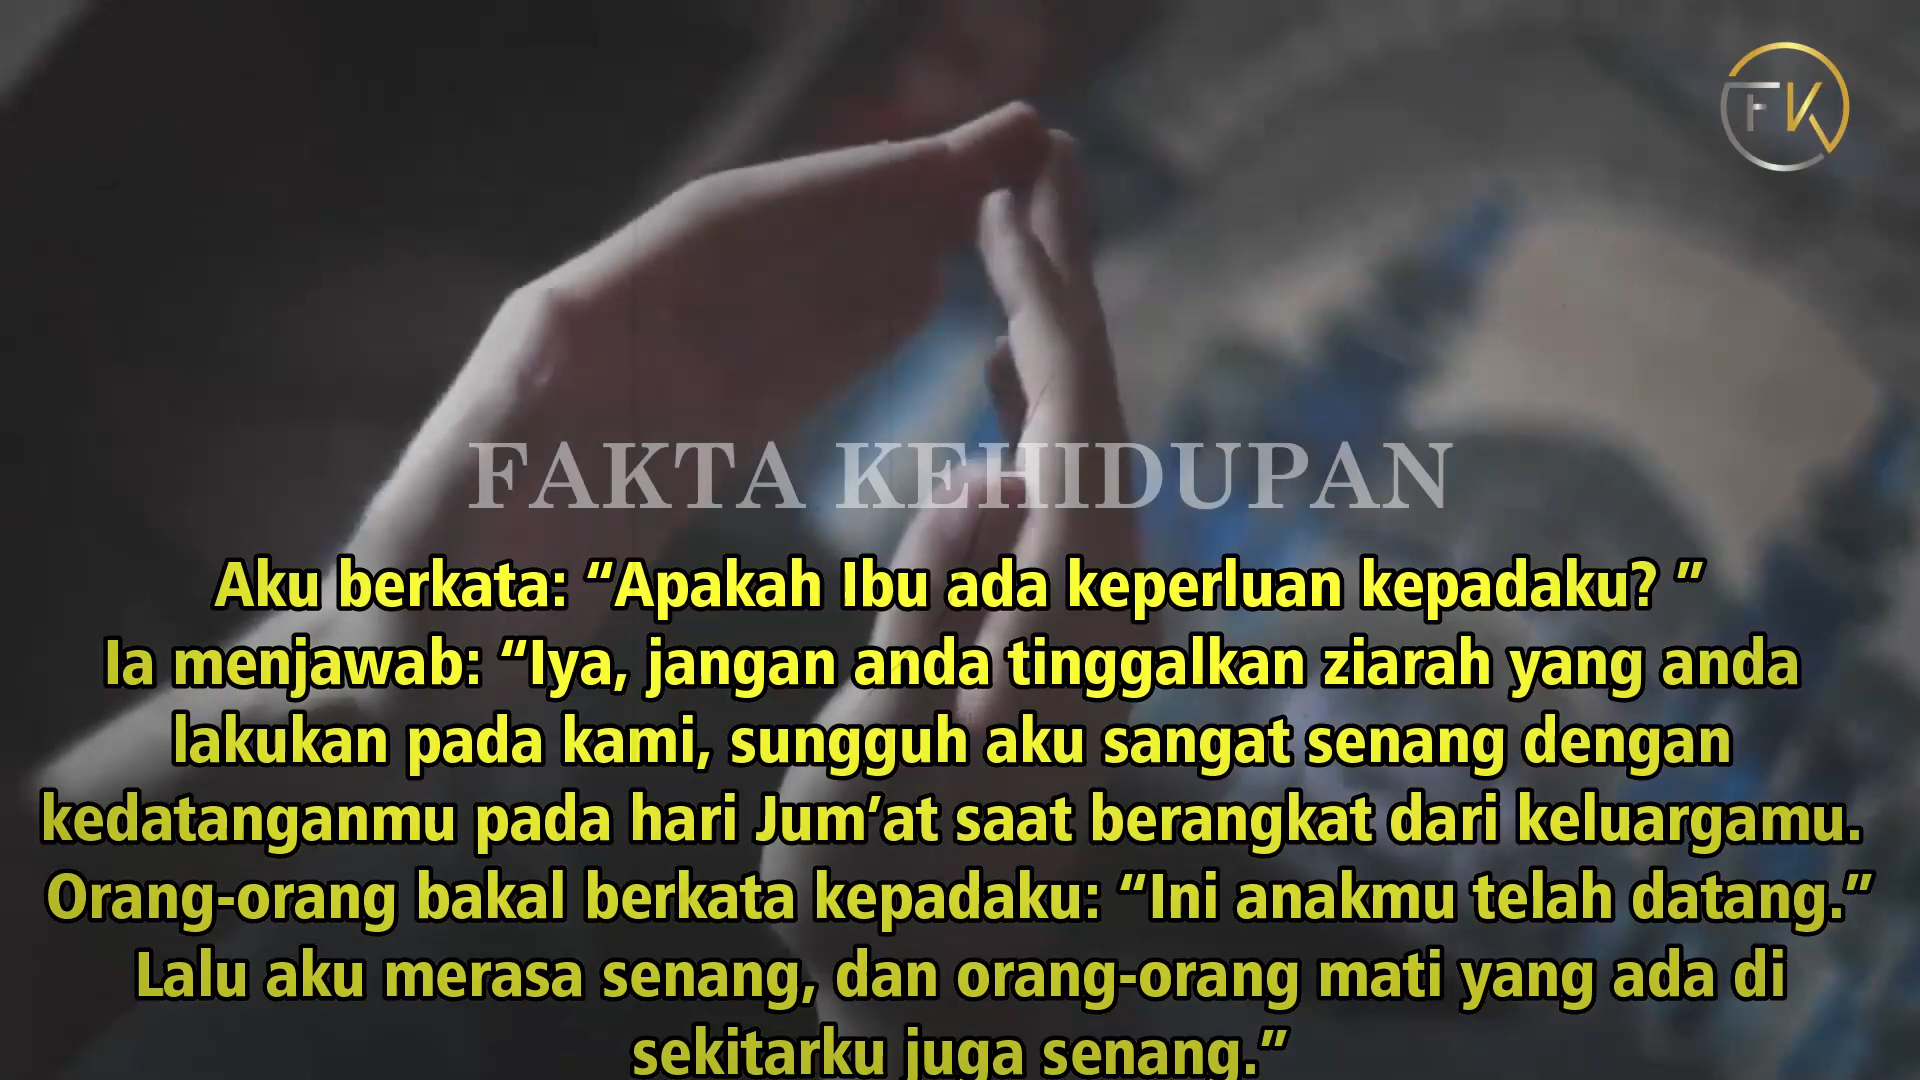 FK
FAKTA KEHIDUPAN
Aku berkata: “Apakah Ibu ada keperluan kepadaku? ”
Ia menjawab: “Iya, jangan anda tinggalkan ziarah yang anda
lakukan pada kami, sungguh aku sangat senang dengan
kedatanganmu pada hari Jum’at saat berangkat dari keluargamu.
Orang-orang bakal berkata kepadaku: “Ini anakmu telah datang.”
Lalu aku merasa senang, dan orang-orang mati yang ada di
sekitarku juga senang.”